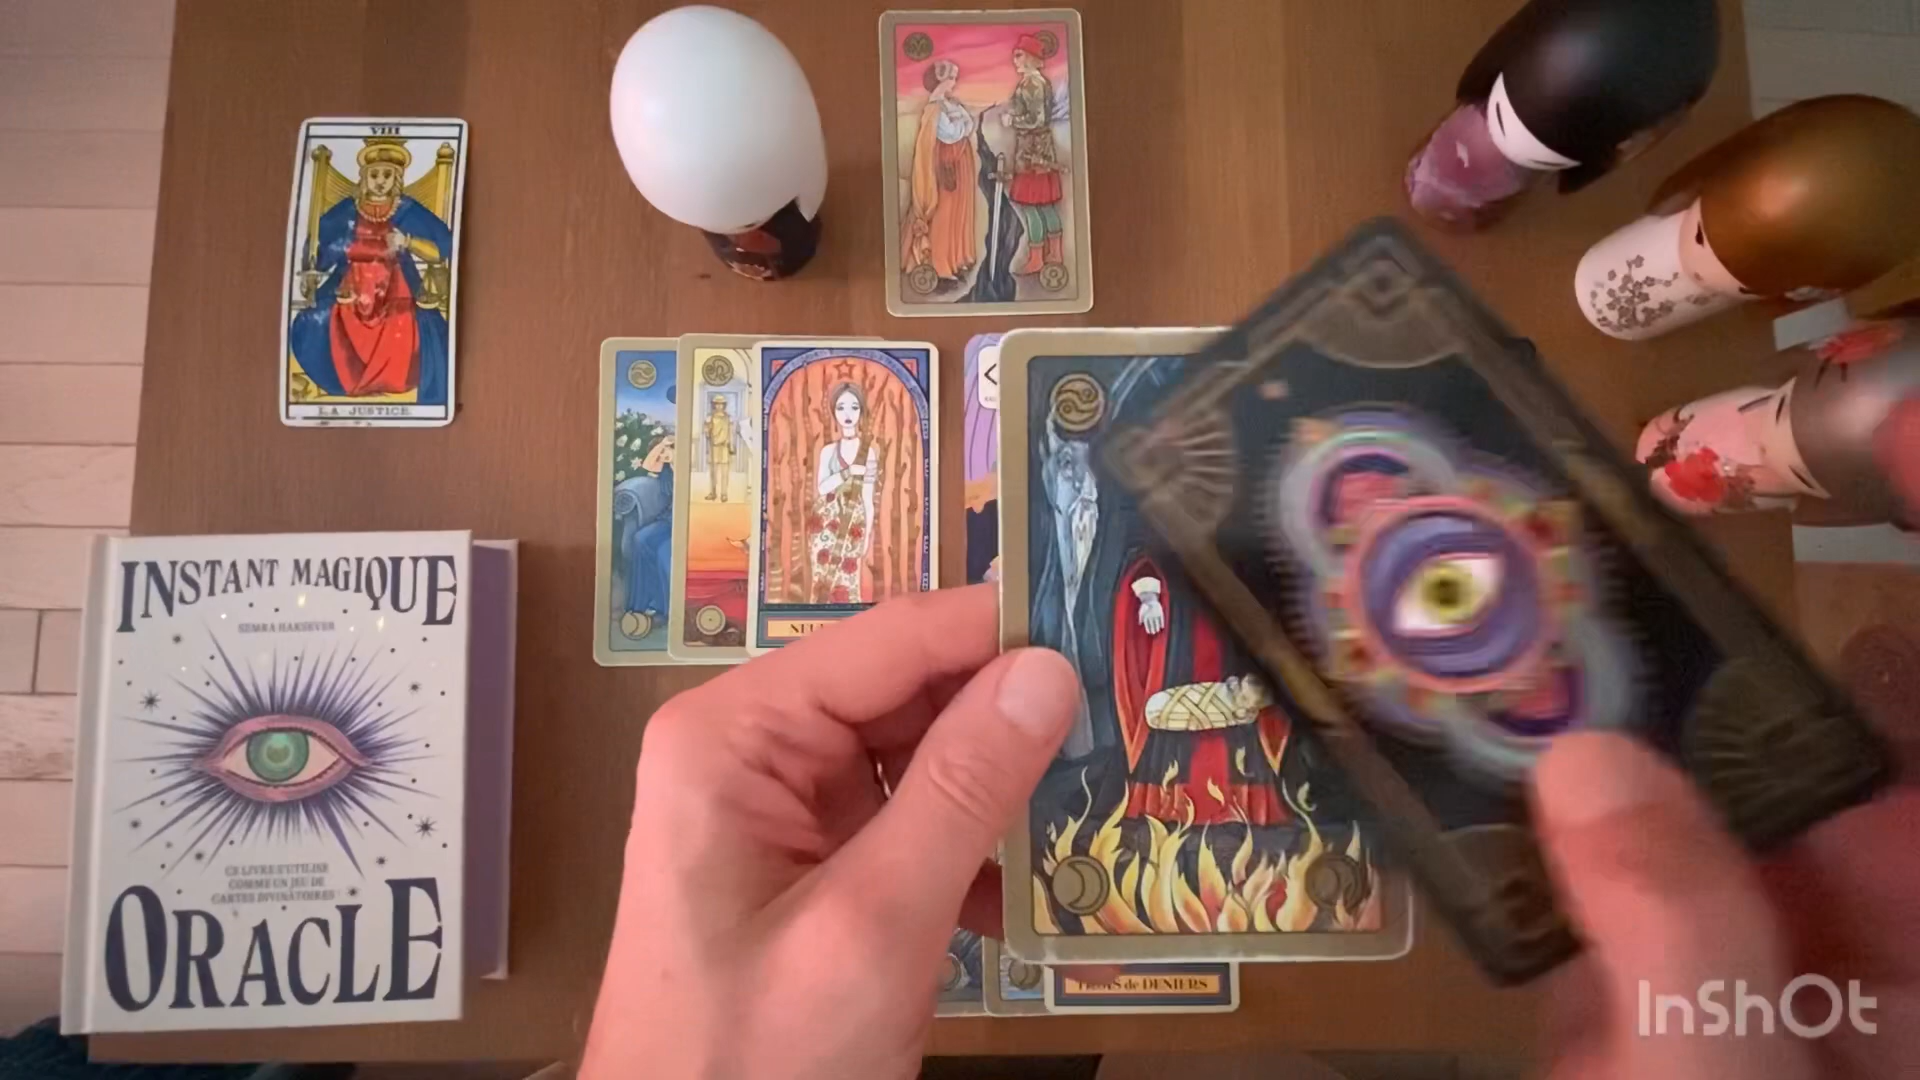 VIII
LA JUSTICE
INSTANT MAGIQUE
SEMRA HAKSEVER
CE LIVRE S'UTILISE
COMME UN JEU DE
CARTES DIVINATOIRES
ORACLE
TROIS de DENIERS
InShOt